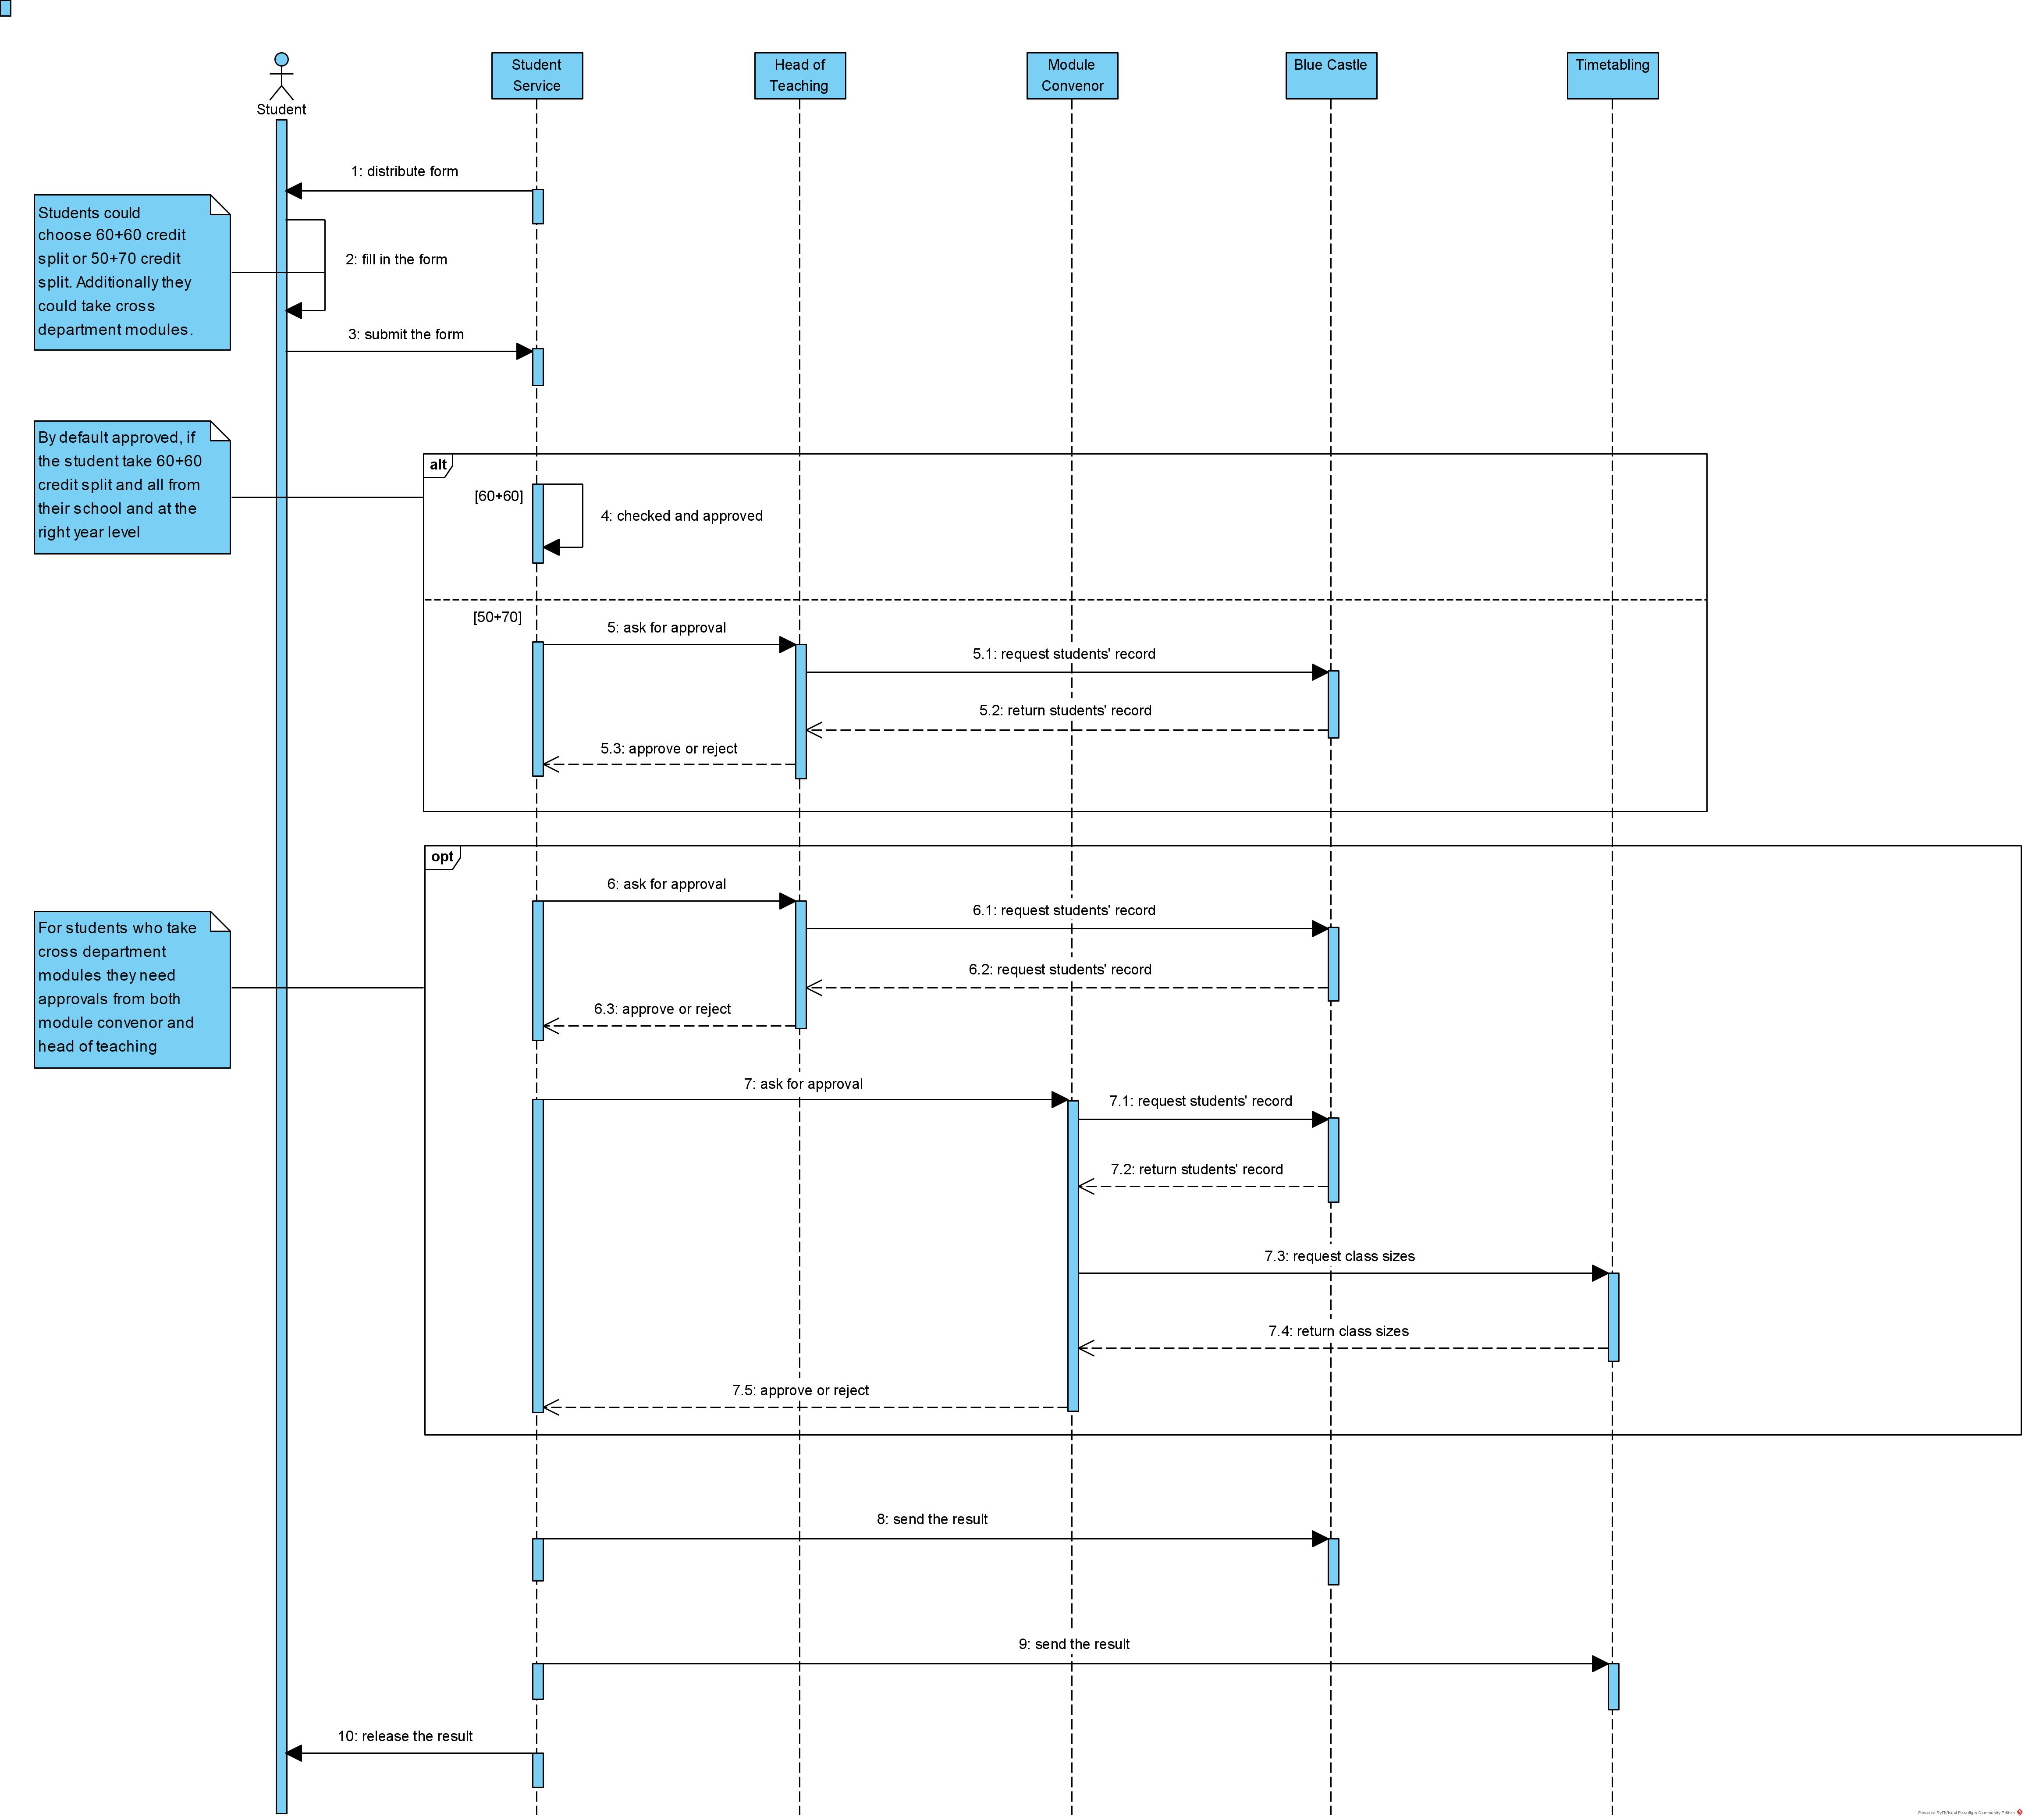 Student
Student
Service
Head of
Teaching
Module
Convenor
Blue Castle
Timetabling
1: distribute form
Students could
choose 60+60 credit
split or 50+70 credit
split. Additionally they
could take cross
department modules.
2: fill in the form
3: submit the form
By default approved, if
the student take 60+60
credit split and all from
their school and at the
right year level
alt
[60+60]
4: checked and approved
[50+70]
5: ask for approval
5.1: request students' record
5.2: return students' record
5.3: approve or reject
opt
6: ask for approval
6.1: request students' record
For students who take
cross department
modules they need
approvals from both
module convenor and
head of teaching
6.2: request students' record
6.3: approve or reject
7: ask for approval
7.1: request students' record
7.2: return students' record
7.3: request class sizes
7.4: return class sizes
7.5: approve or reject
8: send the result
9: send the result
10: release the result
Powered By Visual Paradigm Community Edition